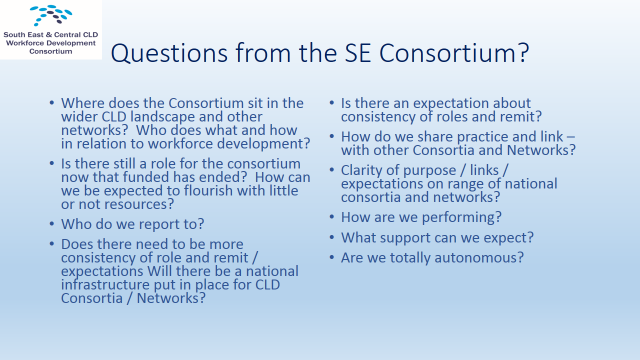 South East & Central CLD
Workforce Development
Consortium
Questions from the SE Consortium?
• Where does the Consortium sit in the
wider CLD landscape and other
networks? Who does what and how
in relation to workforce development?
• Is there still a role for the consortium
now that funded has ended? How can
we be expected to flourish with little
or not resources?
• Who do we report to?
• Does there need to be more
consistency of role and remit /
expectations Will there be a national
infrastructure put in place for CLD
Consortia / Networks?
• Is there an expectation about
consistency of roles and remit?
• How do we share practice and link –
with other Consortia and Networks?
• Clarity of purpose / links /
expectations on range of national
consortia and networks?
• How are we performing?
• What support can we expect?
• Are we totally autonomous?